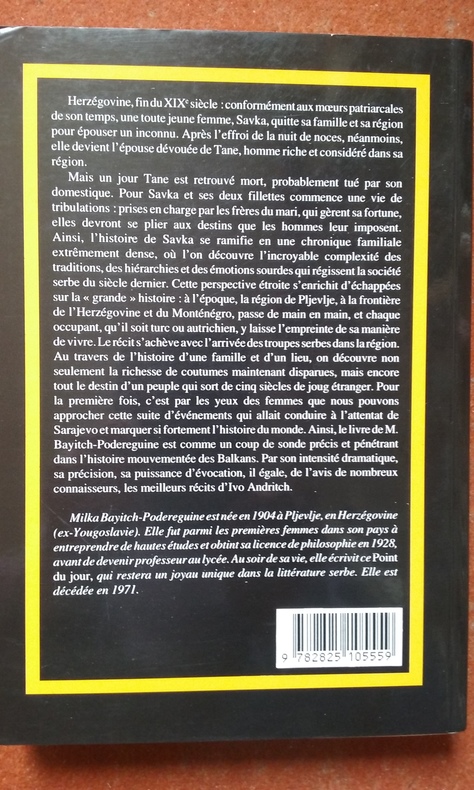 Herzégovine, fin du XIXe siècle : conformément aux mœurs patriarcales
de son temps, une toute jeune femme, Savka, quitte sa famille et sa région
pour épouser un inconnu. Après l'effroi de la nuit de noces, néanmoins,
elle devient l'épouse dévouée de Tane, homme riche et considéré dans sa
région.
Mais un jour Tane est retrouvé mort, probablement tué par son
domestique. Pour Savka et ses deux fillettes commence une vie de
tribulations : prises en charge par les frères du mari, qui gèrent sa fortune,
elles devront se plier aux destins que les hommes leur imposent.
Ainsi, l'histoire de Savka se ramifie en une chronique familiale
extrêmement dense, où l'on découvre l'incroyable complexité des
traditions, des hiérarchies et des émotions sourdes qui régissent la société
serbe du siècle dernier. Cette perspective étroite s'enrichit d'échappées
sur la « grande » histoire : à l'époque, la région de Pljevlje, à la frontière
de l'Herzégovine et du Monténégro, passe de main en main, et chaque
occupant, qu'il soit turc ou autrichien, y laisse l'empreinte de sa manière
de vivre. Le récit s'achève avec l'arrivée des troupes serbes dans la région.
Au travers de l'histoire d'une famille et d'un lieu, on découvre non
seulement la richesse de coutumes maintenant disparues, mais encore
tout le destin d'un peuple qui sort de cinq siècles de joug étranger. Pour
la première fois, c'est par les yeux des femmes que nous pouvons
approcher cette suite d'événements qui allait conduire à l'attentat de
Sarajevo et marquer si fortement l'histoire du monde. Ainsi, le livre de M.
Bayitch-Podereguine est comme un coup de sonde précis et pénétrant
dans l'histoire mouvementée des Balkans. Par son intensité dramatique,
sa précision, sa puissance d'évocation, il égale, de l'avis de nombreux
connaisseurs, les meilleurs récits d'Ivo Andritch.
Milka Bayitch-Podereguine est née en 1904 à Pljevlje, en Herzégovine
(ex-Yougoslavie). Elle fut parmi les premières femmes dans son pays à
entreprendre de hautes études et obtint sa licence de philosophie en 1928,
avant de devenir professeur au lycée. Au soir de sa vie, elle écrivit ce Point
du jour, qui restera un joyau unique dans la littérature serbe. Elle est
décédée en 1971.
9 782825 105559